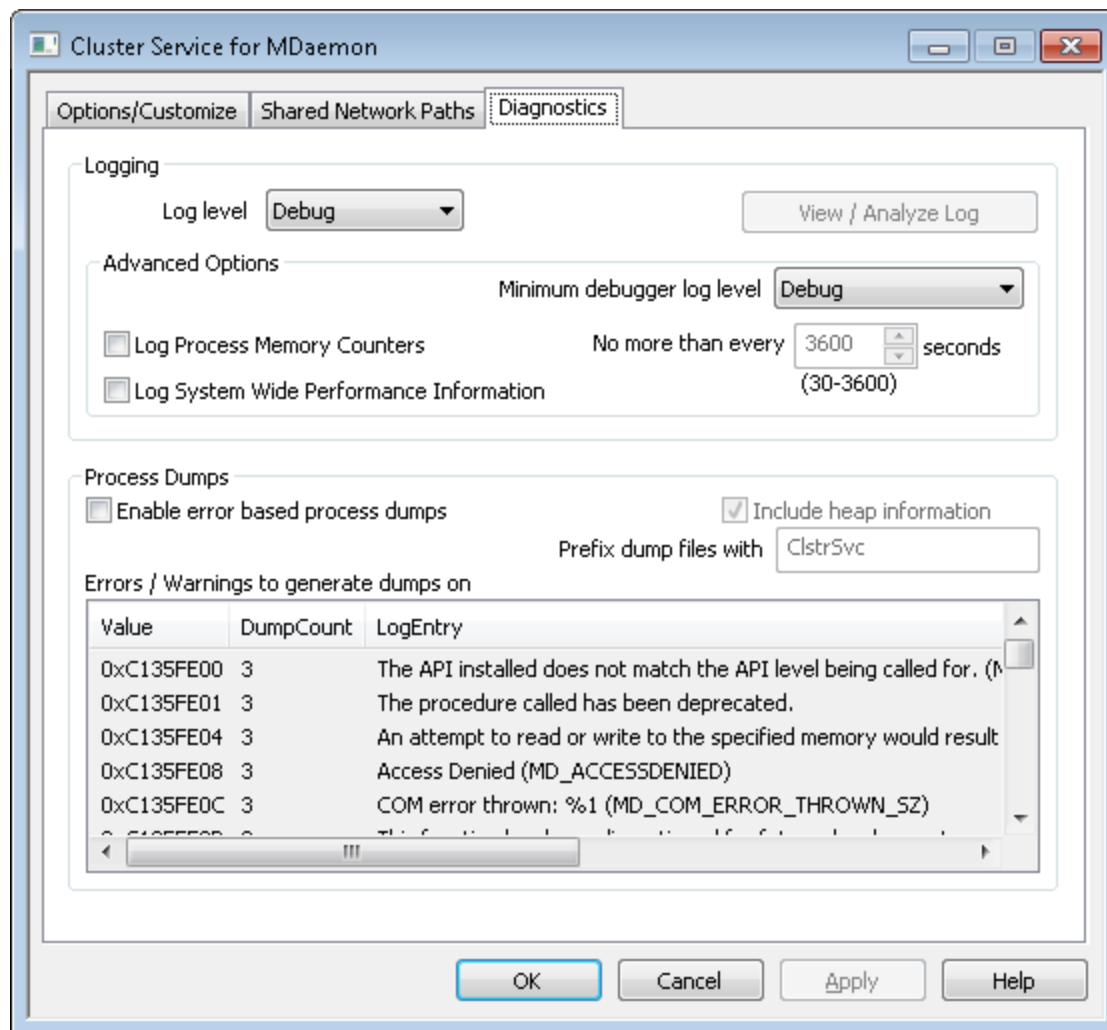 Cluster Service for MDaemon
Options/Customize Shared Network Paths Diagnostics
Logging
Log level Debug View / Analyze Log
Advanced Options
Minimum debugger log level Debug
Log Process Memory Counters No more than every 3600 seconds
(30-3600)
Log System Wide Performance Information
Process Dumps
Enable error based process dumps Include heap information
Prefix dump files with ClstrSvc
Errors / Warnings to generate dumps on
Value DumpCount LogEntry
0xC135FE00 3 The API installed does not match the API level being called for. (
0xC135FE01 3 The procedure called has been deprecated.
0xC135FE04 3 An attempt to read or write to the specified memory would result
0xC135FE08 3 Access Denied (MD_ACCESSDENIED)
0xC135FE0C 3 COM error thrown: %1 (MD_COM_ERROR_THROWN_SZ)
OK Cancel Apply Help